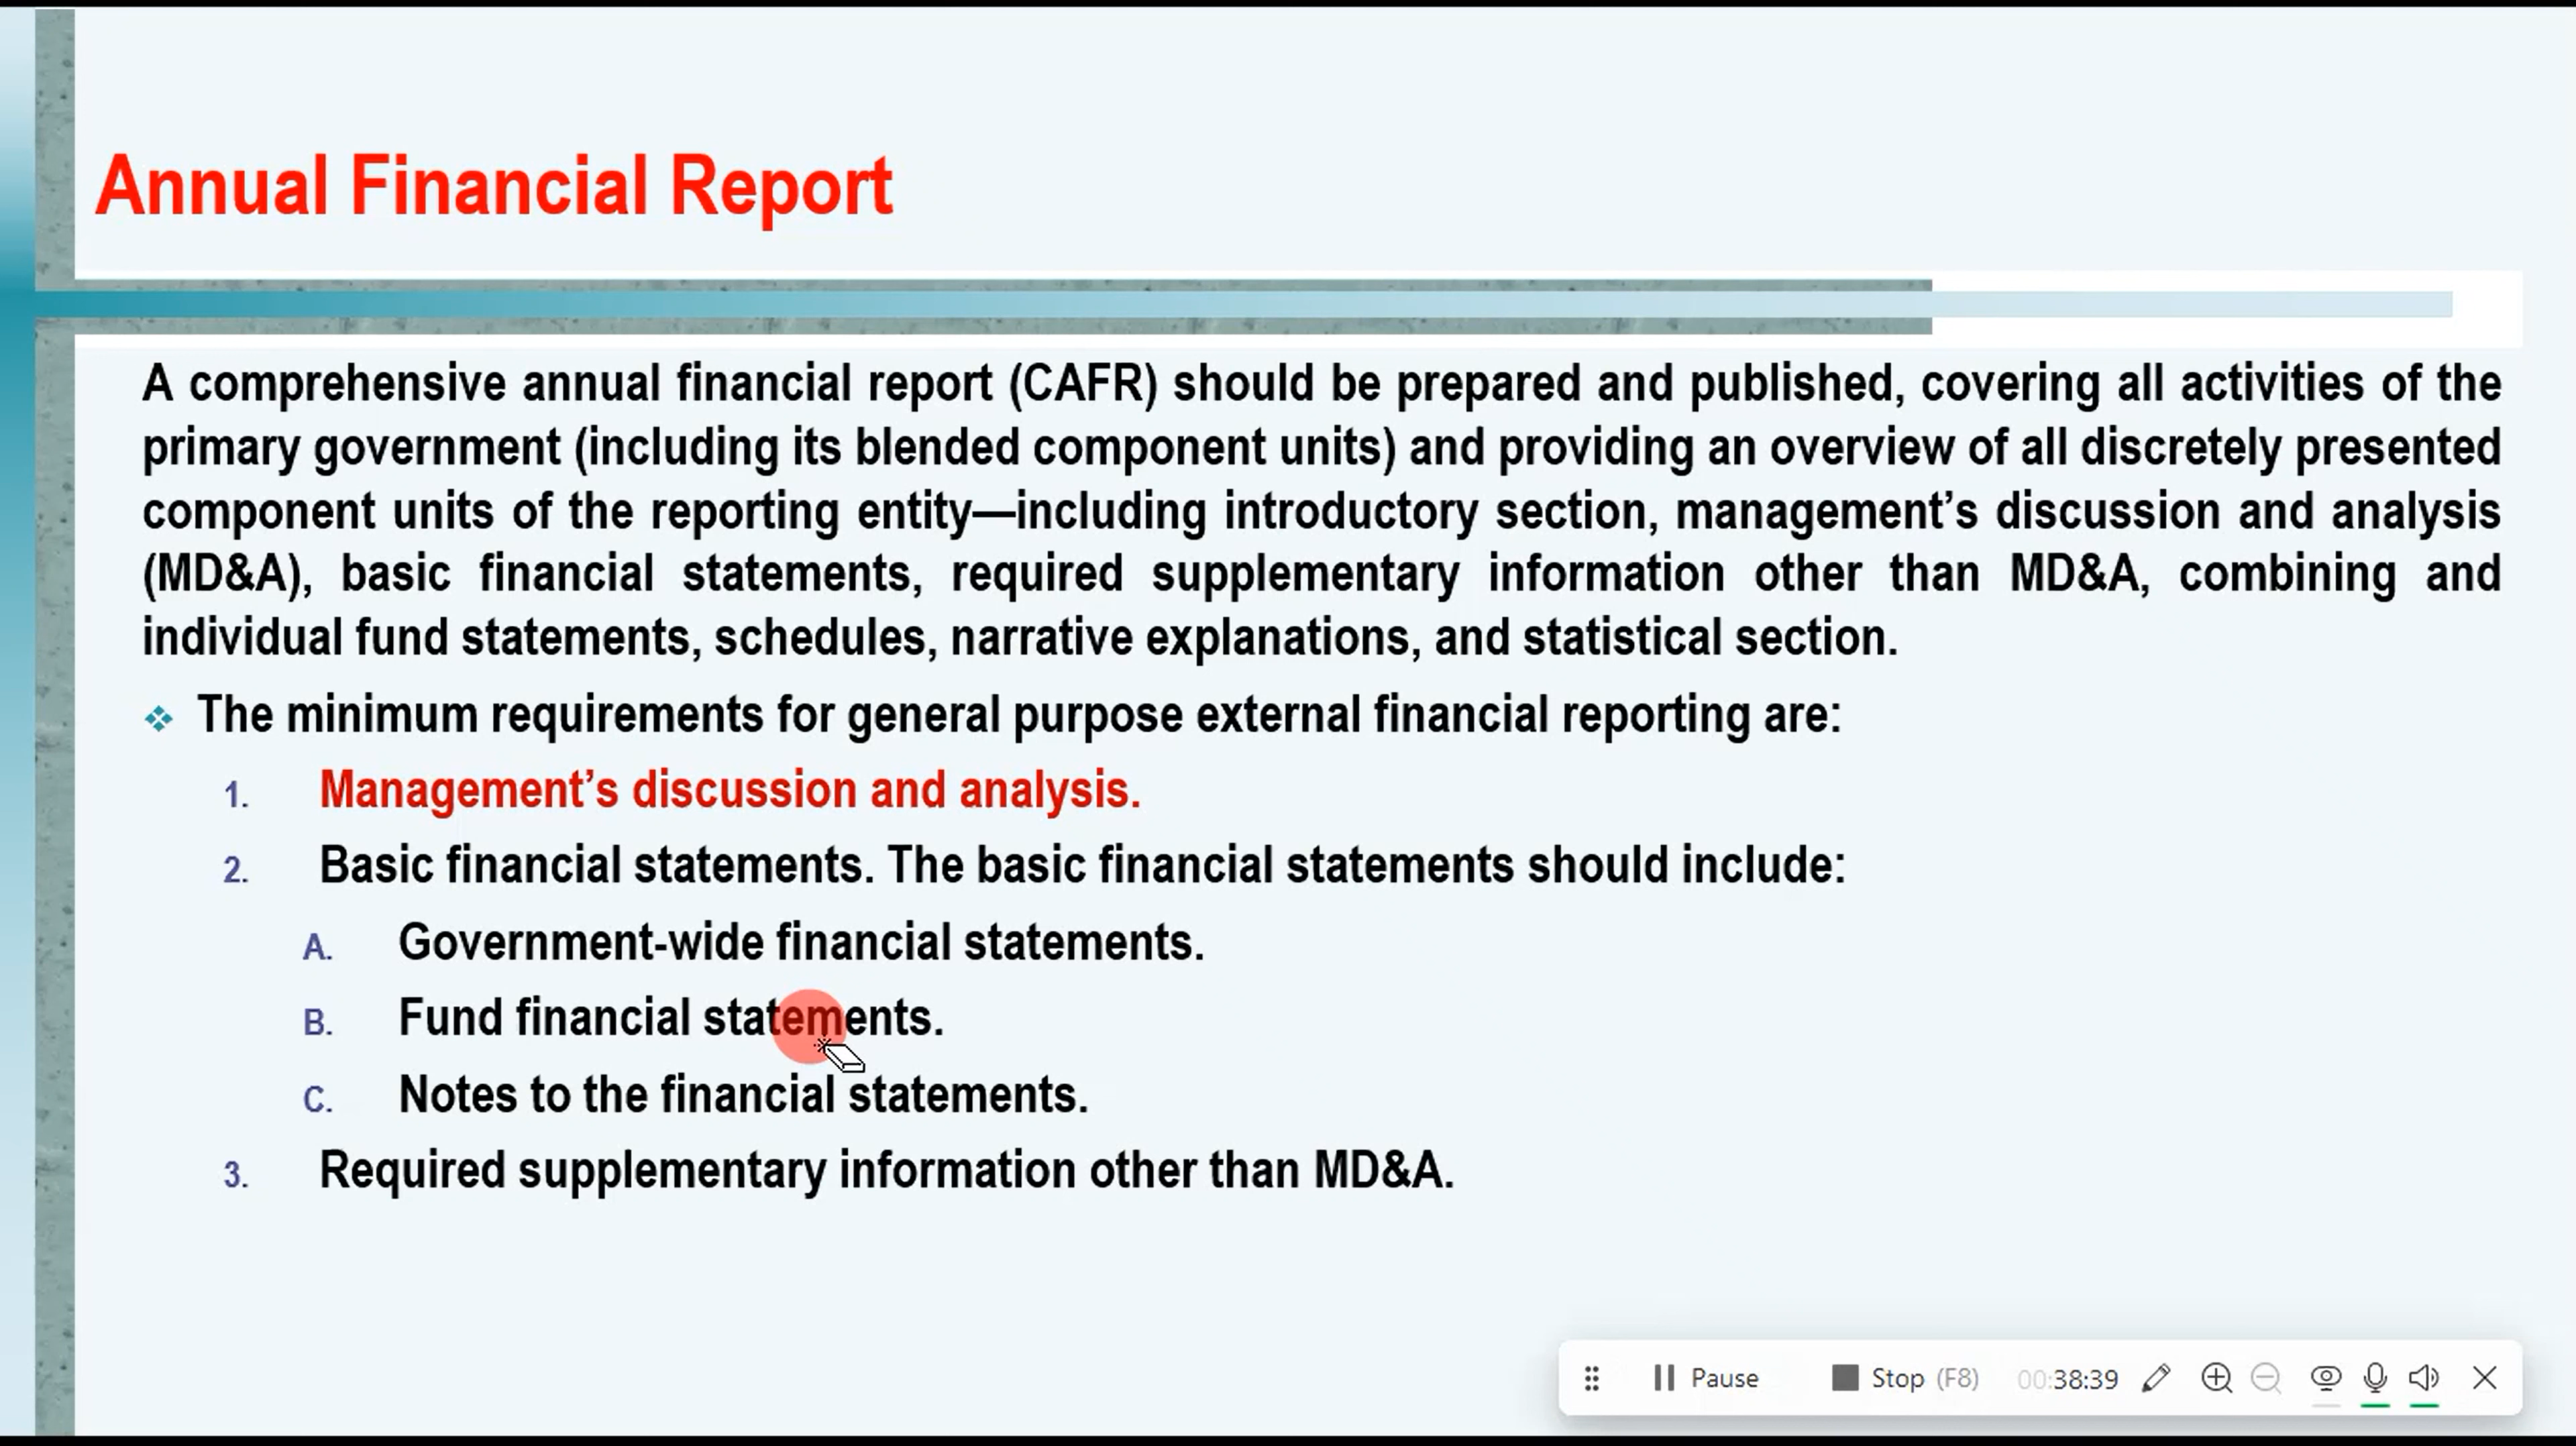 Annual Financial Report
A comprehensive annual financial report (CAFR) should be prepared and published, covering all activities of the
primary government (including its blended component units) and providing an overview of all discretely presented
component units of the reporting entity—including introductory section, management’s discussion and analysis
(MD&A), basic financial statements, required supplementary information other than MD&A, combining and
individual fund statements, schedules, narrative explanations, and statistical section.
❖ The minimum requirements for general purpose external financial reporting are:
1. Management’s discussion and analysis.
2. Basic financial statements. The basic financial statements should include:
A. Government-wide financial statements.
B. Fund financial statements.
C. Notes to the financial statements.
3. Required supplementary information other than MD&A.
Pause Stop (F8) 00:38:39